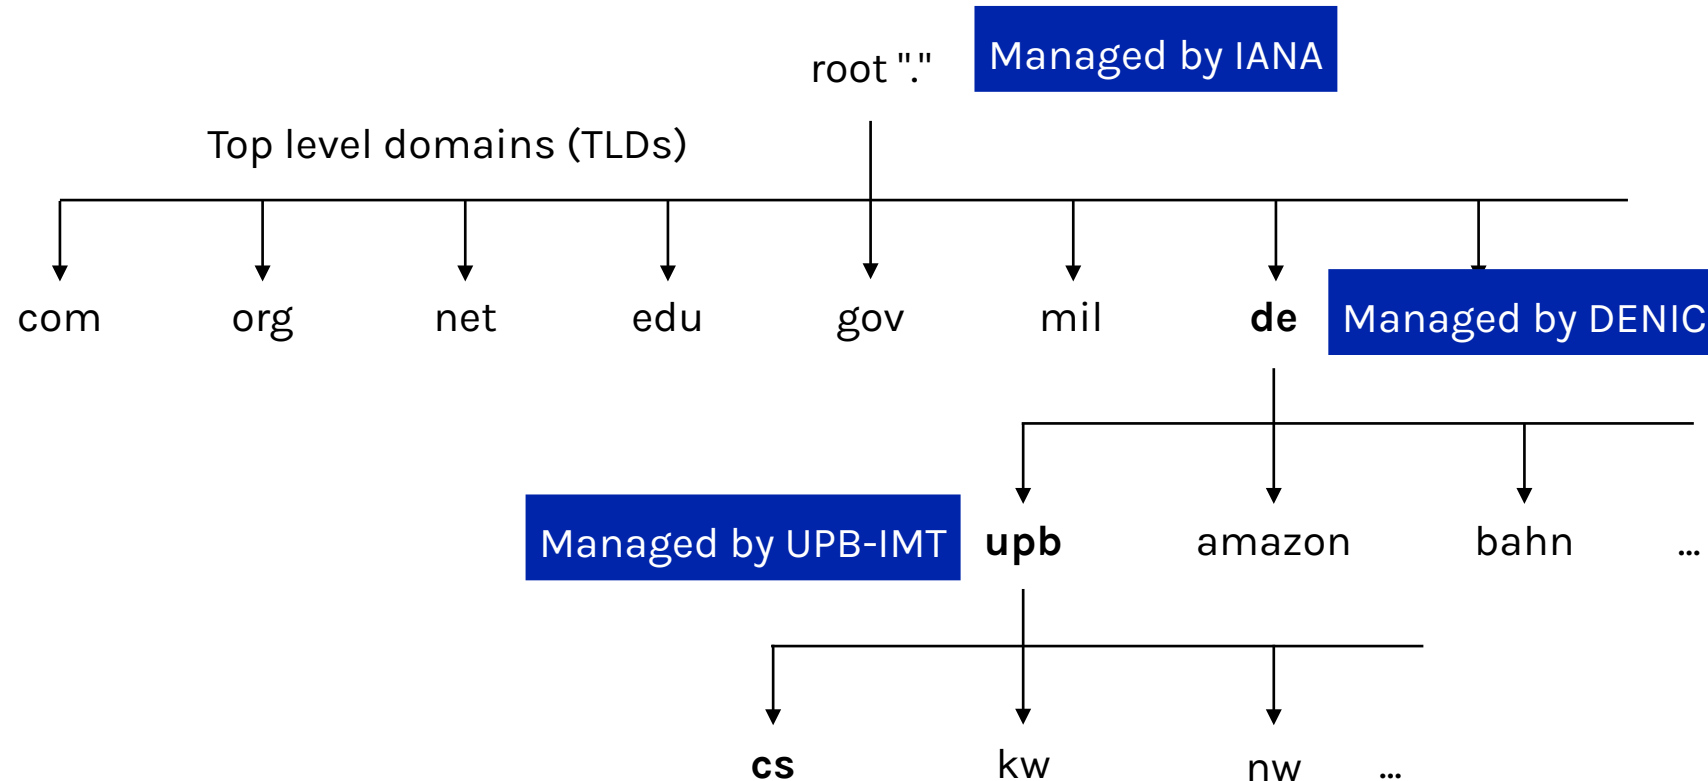 root "."
Managed by IANA
Top level domains (TLDs)
com
org
net
edu
gov
mil
de
Managed by DENIC
Managed by UPB-IMT
upb
amazon
bahn
...
cs
kw
nw
...